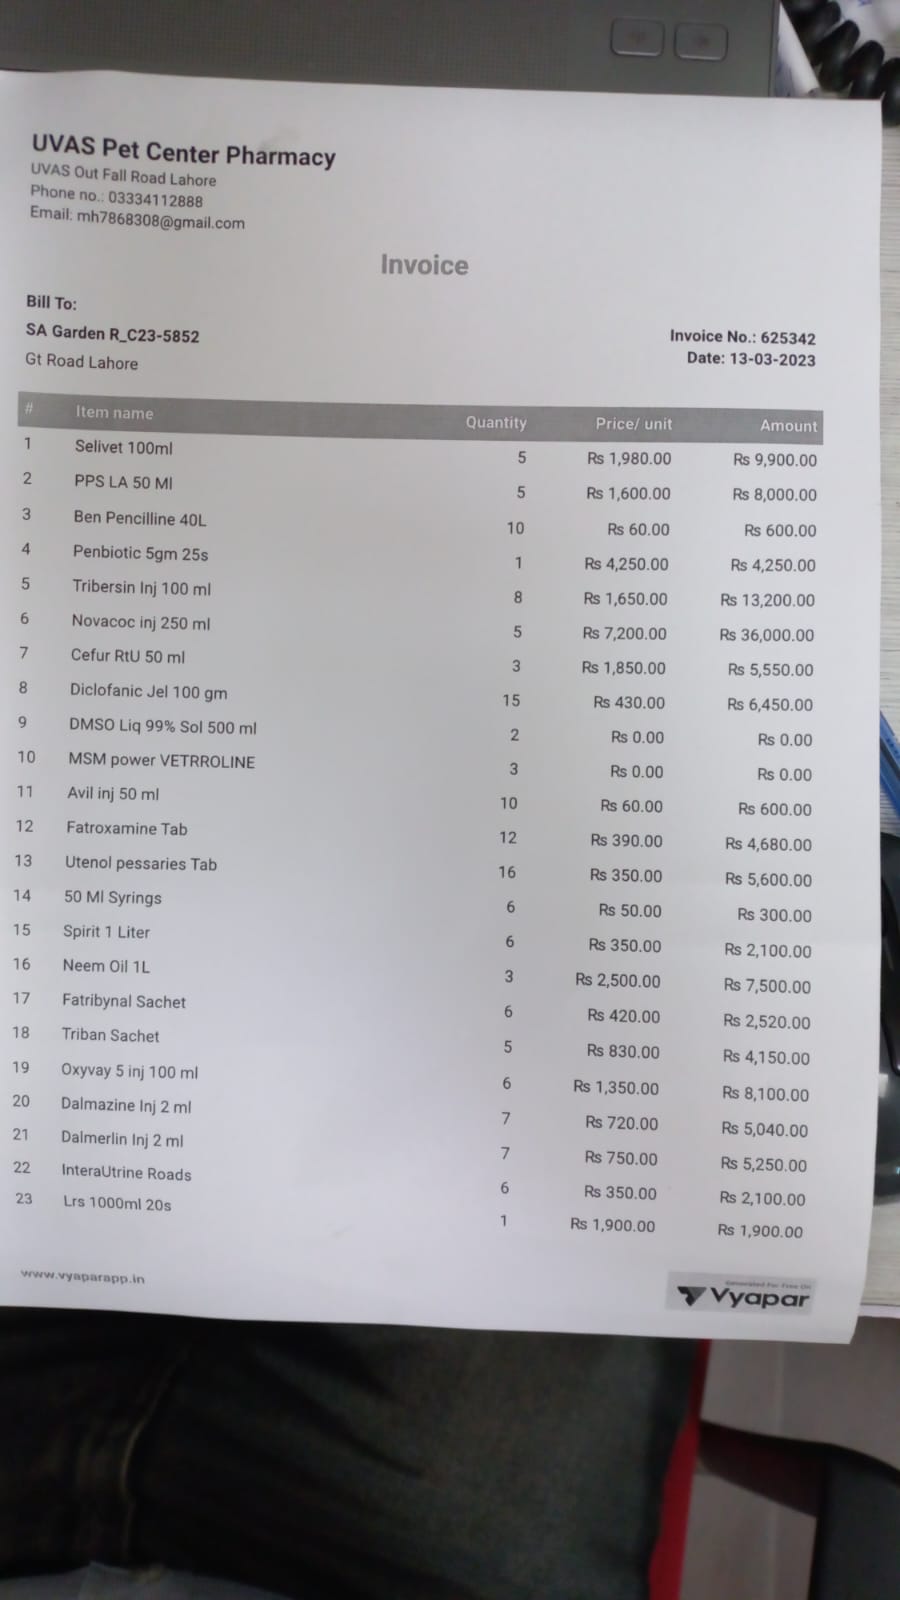 UVAS Pet Center Pharmacy
UVAS Out Fall Road Lahore
Phone no.: 03334112888
Email: mh7868308@gmail.com
Invoice
Bill To:
SA Garden R_C23-5852
Gt Road Lahore
Invoice No.: 625342
Date: 13-03-2023
# Item name Quantity Price/ unit Amount
1 Selivet 100ml 5 Rs 1,980.00 Rs 9,900.00
2 PPS LA 50 Ml 5 Rs 1,600.00 Rs 8,000.00
3 Ben Pencilline 40L 10 Rs 60.00 Rs 600.00
4 Penbiotic 5gm 25s 1 Rs 4,250.00 Rs 4,250.00
5 Tribersin Inj 100 ml 8 Rs 1,650.00 Rs 13,200.00
6 Novacoc inj 250 ml 5 Rs 7,200.00 Rs 36,000.00
7 Cefur RtU 50 ml 3 Rs 1,850.00 Rs 5,550.00
8 Diclofanic Jel 100 gm 15 Rs 430.00 Rs 6,450.00
9 DMSO Liq 99% Sol 500 ml 2 Rs 0.00 Rs 0.00
10 MSM power VETRROLINE 3 Rs 0.00 Rs 0.00
11 Avil inj 50 ml 10 Rs 60.00 Rs 600.00
12 Fatroxamine Tab 12 Rs 390.00 Rs 4,680.00
13 Utenol pessaries Tab 16 Rs 350.00 Rs 5,600.00
14 50 Ml Syrings 6 Rs 50.00 Rs 300.00
15 Spirit 1 Liter 6 Rs 350.00 Rs 2,100.00
16 Neem Oil 1L 3 Rs 2,500.00 Rs 7,500.00
17 Fatribynal Sachet 6 Rs 420.00 Rs 2,520.00
18 Triban Sachet 5 Rs 830.00 Rs 4,150.00
19 Oxyvay 5 inj 100 ml 6 Rs 1,350.00 Rs 8,100.00
20 Dalmazine Inj 2 ml 7 Rs 720.00 Rs 5,040.00
21 Dalmerlin Inj 2 ml 7 Rs 750.00 Rs 5,250.00
22 InteraUtrine Roads 6 Rs 350.00 Rs 2,100.00
23 Lrs 1000ml 20s 1 Rs 1,900.00 Rs 1,900.00
www.vyaparapp.in
Generated For Free On
Vyapar